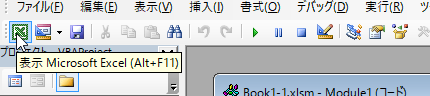 ファイル(F) 編集(E) 表示(V) 挿入(I) 書式(O) デバッグ(D) 実行(R)
プロジェクト - VBAProject
表示 Microsoft Excel (Alt+F11)
Book1-1.xlsm - Module1 (コード)